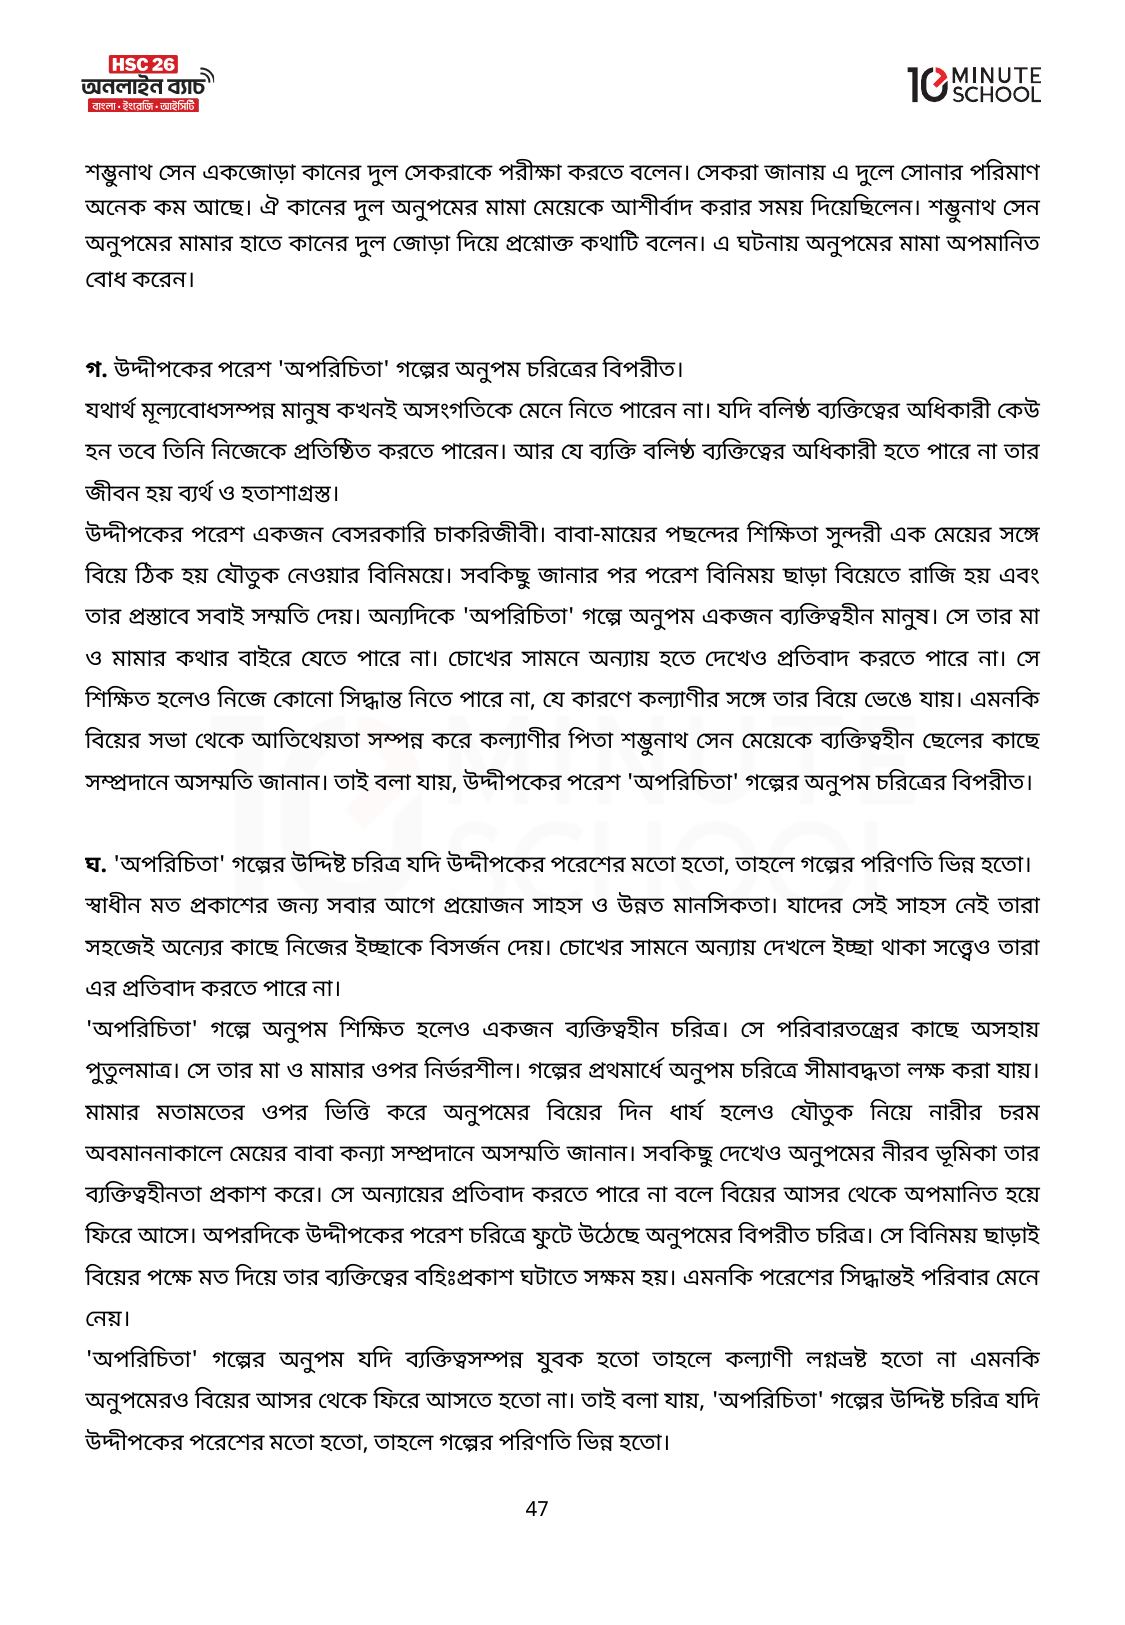 HSC 26
অনলাইন ব্যাচ
বাংলা • ইংরেজি • আইসিটি
10 MINUTE
SCHOOL
শম্ভুনাথ সেন একজোড়া কানের দুল সেকরাকে পরীক্ষা করতে বলেন। সেকরা জানায় এ দুলে সোনার পরিমাণ
অনেক কম আছে। ঐ কানের দুল অনুপমের মামা মেয়েকে আশীর্বাদ করার সময় দিয়েছিলেন। শম্ভুনাথ সেন
অনুপমের মামার হাতে কানের দুল জোড়া দিয়ে প্রশ্নোক্ত কথাটি বলেন। এ ঘটনায় অনুপমের মামা অপমানিত
বোধ করেন।
গ. উদ্দীপকের পরেশ 'অপরিচিতা' গল্পের অনুপম চরিত্রের বিপরীত।
যথার্থ মূল্যবোধসম্পন্ন মানুষ কখনই অসংগতিকে মেনে নিতে পারেন না। যদি বলিষ্ঠ ব্যক্তিত্বের অধিকারী কেউ
হন তবে তিনি নিজেকে প্রতিষ্ঠিত করতে পারেন। আর যে ব্যক্তি বলিষ্ঠ ব্যক্তিত্বের অধিকারী হতে পারে না তার
জীবন হয় ব্যর্থ ও হতাশাগ্রস্ত।
উদ্দীপকের পরেশ একজন বেসরকারি চাকরিজীবী। বাবা-মায়ের পছন্দের শিক্ষিতা সুন্দরী এক মেয়ের সঙ্গে
বিয়ে ঠিক হয় যৌতুক নেওয়ার বিনিময়ে। সবকিছু জানার পর পরেশ বিনিময় ছাড়া বিয়েতে রাজি হয় এবং
তার প্রস্তাবে সবাই সম্মতি দেয়। অন্যদিকে 'অপরিচিতা' গল্পে অনুপম একজন ব্যক্তিত্বহীন মানুষ। সে তার মা
ও মামার কথার বাইরে যেতে পারে না। চোখের সামনে অন্যায় হতে দেখেও প্রতিবাদ করতে পারে না। সে
শিক্ষিত হলেও নিজে কোনো সিদ্ধান্ত নিতে পারে না, যে কারণে কল্যাণীর সঙ্গে তার বিয়ে ভেঙে যায়। এমনকি
বিয়ের সভা থেকে আতিথেয়তা সম্পন্ন করে কল্যাণীর পিতা শম্ভুনাথ সেন মেয়েকে ব্যক্তিত্বহীন ছেলের কাছে
সম্প্রদানে অসম্মতি জানান। তাই বলা যায়, উদ্দীপকের পরেশ 'অপরিচিতা' গল্পের অনুপম চরিত্রের বিপরীত।
ঘ. 'অপরিচিতা' গল্পের উদ্দিষ্ট চরিত্র যদি উদ্দীপকের পরেশের মতো হতো, তাহলে গল্পের পরিণতি ভিন্ন হতো।
স্বাধীন মত প্রকাশের জন্য সবার আগে প্রয়োজন সাহস ও উন্নত মানসিকতা। যাদের সেই সাহস নেই তারা
সহজেই অন্যের কাছে নিজের ইচ্ছাকে বিসর্জন দেয়। চোখের সামনে অন্যায় দেখলে ইচ্ছা থাকা সত্ত্বেও তারা
এর প্রতিবাদ করতে পারে না।
'অপরিচিতা' গল্পে অনুপম শিক্ষিত হলেও একজন ব্যক্তিত্বহীন চরিত্র। সে পরিবারতন্ত্রের কাছে অসহায়
পুতুলমাত্র। সে তার মা ও মামার ওপর নির্ভরশীল। গল্পের প্রথমার্ধে অনুপম চরিত্রে সীমাবদ্ধতা লক্ষ করা যায়।
মামার মতামতের ওপর ভিত্তি করে অনুপমের বিয়ের দিন ধার্য হলেও যৌতুক নিয়ে নারীর চরম
অবমাননাকালে মেয়ের বাবা কন্যা সম্প্রদানে অসম্মতি জানান। সবকিছু দেখেও অনুপমের নীরব ভূমিকা তার
ব্যক্তিত্বহীনতা প্রকাশ করে। সে অন্যায়ের প্রতিবাদ করতে পারে না বলে বিয়ের আসর থেকে অপমানিত হয়ে
ফিরে আসে। অপরদিকে উদ্দীপকের পরেশ চরিত্রে ফুটে উঠেছে অনুপমের বিপরীত চরিত্র। সে বিনিময় ছাড়াই
বিয়ের পক্ষে মত দিয়ে তার ব্যক্তিত্বের বহিঃপ্রকাশ ঘটাতে সক্ষম হয়। এমনকি পরেশের সিদ্ধান্তই পরিবার মেনে
নেয়।
'অপরিচিতা' গল্পের অনুপম যদি ব্যক্তিত্বসম্পন্ন যুবক হতো তাহলে কল্যাণী লগ্নভ্রষ্ট হতো না এমনকি
অনুপমেরও বিয়ের আসর থেকে ফিরে আসতে হতো না। তাই বলা যায়, 'অপরিচিতা' গল্পের উদ্দিষ্ট চরিত্র যদি
উদ্দীপকের পরেশের মতো হতো, তাহলে গল্পের পরিণতি ভিন্ন হতো।
47